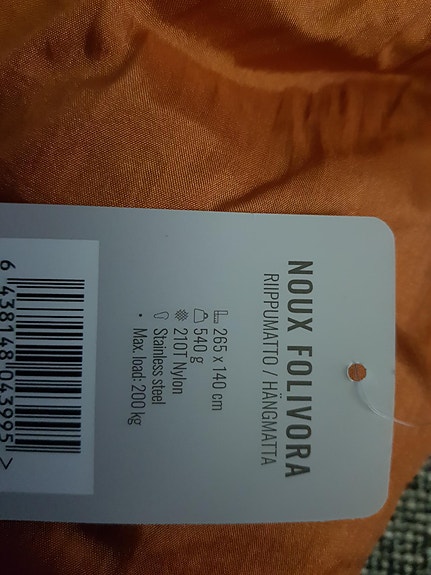 NOUX FOLIVORA
RIIPPUMATTO / HÄNGMATTA
265 x 140 cm
540 g
210T Nylon
Stainless steel
• Max. load: 200 kg
6 438148 043995 >